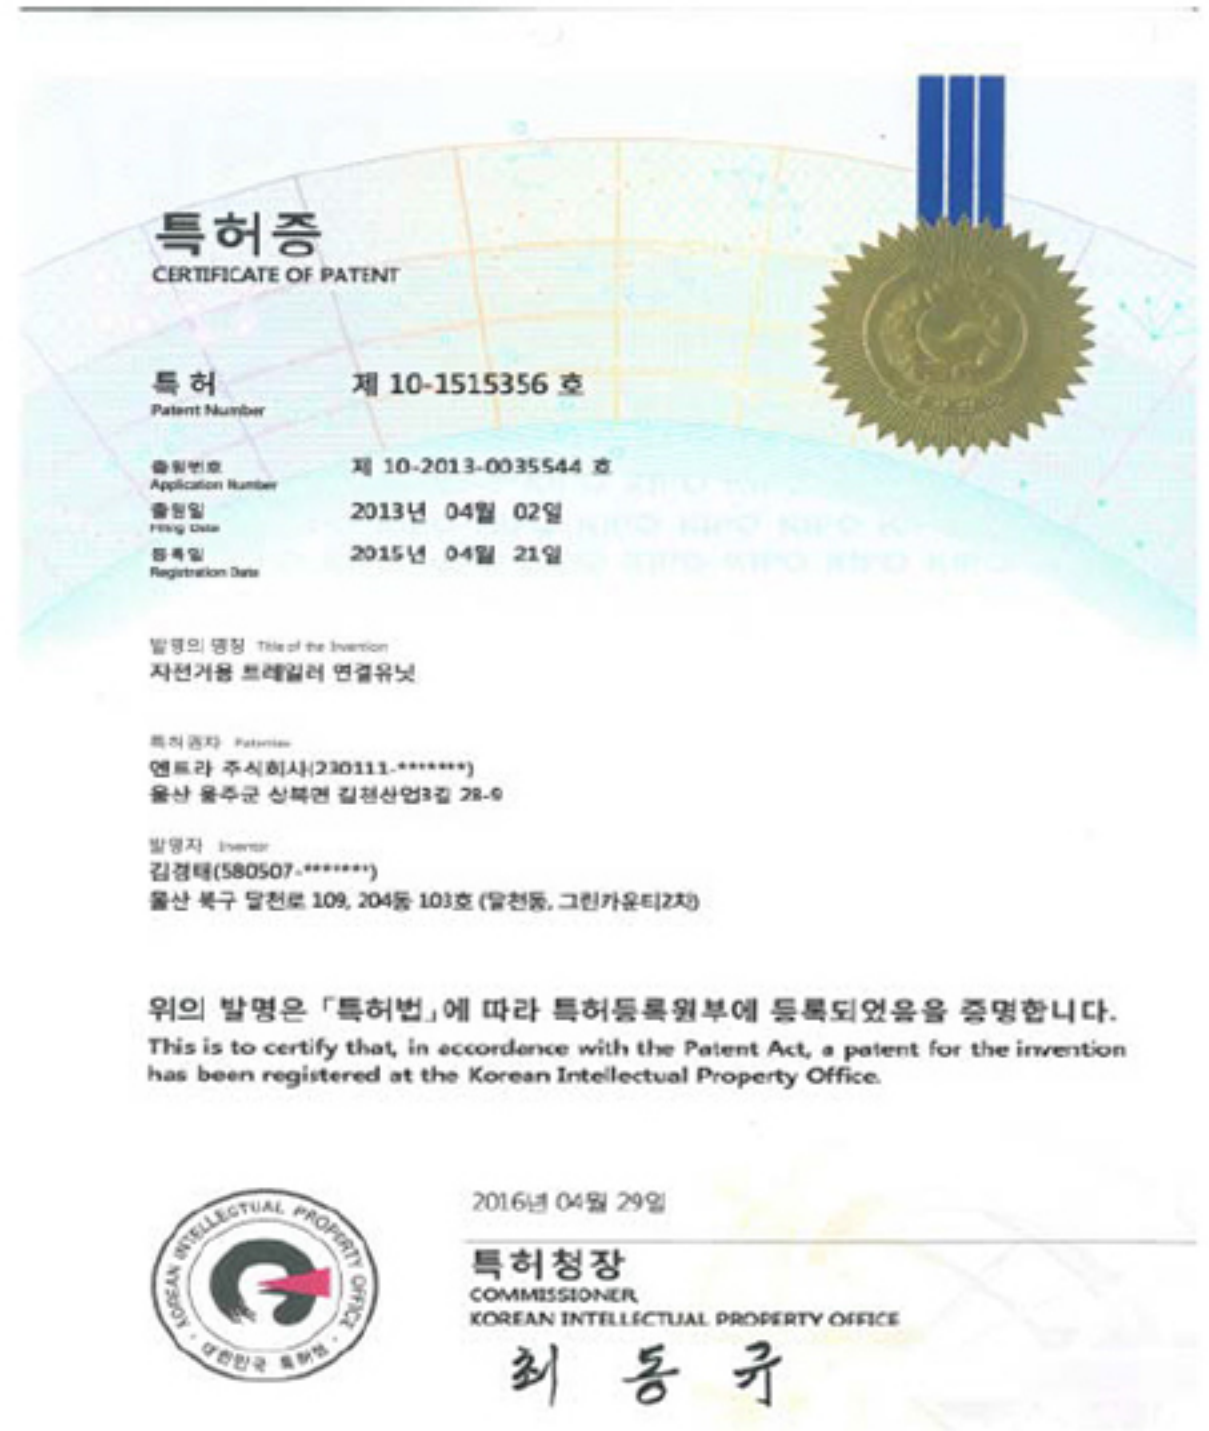 특허증
CERTIFICATE OF PATENT
특 허 제 10-1515356 호
Patent Number
출원번호 제 10-2013-0035544 호
Application Number
출원일 2013년 04월 02일
Filing Date
등록일 2015년 04월 21일
Registration Date
발명의 명칭 Title of the Invention
자전거용 트레일러 연결유닛
특허권자 Patentee
엔트라 주식회사(230111-*******)
울산 울주군 상북면 길천산업3길 28-9
발명자 Inventor
김경태(580507-*******)
울산 북구 달천로 109, 204동 103호 (달천동, 그린카운티2차)
위의 발명은 「특허법」에 따라 특허등록원부에 등록되었음을 증명합니다.
This is to certify that, in accordance with the Patent Act, a patent for the invention
has been registered at the Korean Intellectual Property Office.
2016년 04월 29일
특허청장
COMMISSIONER,
KOREAN INTELLECTUAL PROPERTY OFFICE
최 동 규
KOREAN INTELLECTUAL PROPERTY OFFICE
대한민국 특허청